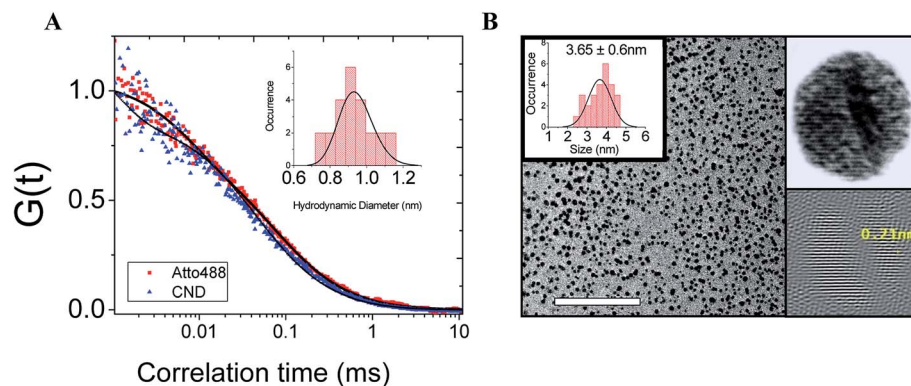 A
G(t)
1.0
0.5
0.0
0.01
0.1
1
10
Correlation time (ms)
Atto488
CND
Occurrence
6
4
2
0
0.6
0.8
1.0
1.2
Hydrodynamic Diameter (nm)
B
3.65 ± 0.6nm
Occurrence
8
6
4
2
0
1
2
3
4
5
6
Size (nm)
0.21nm